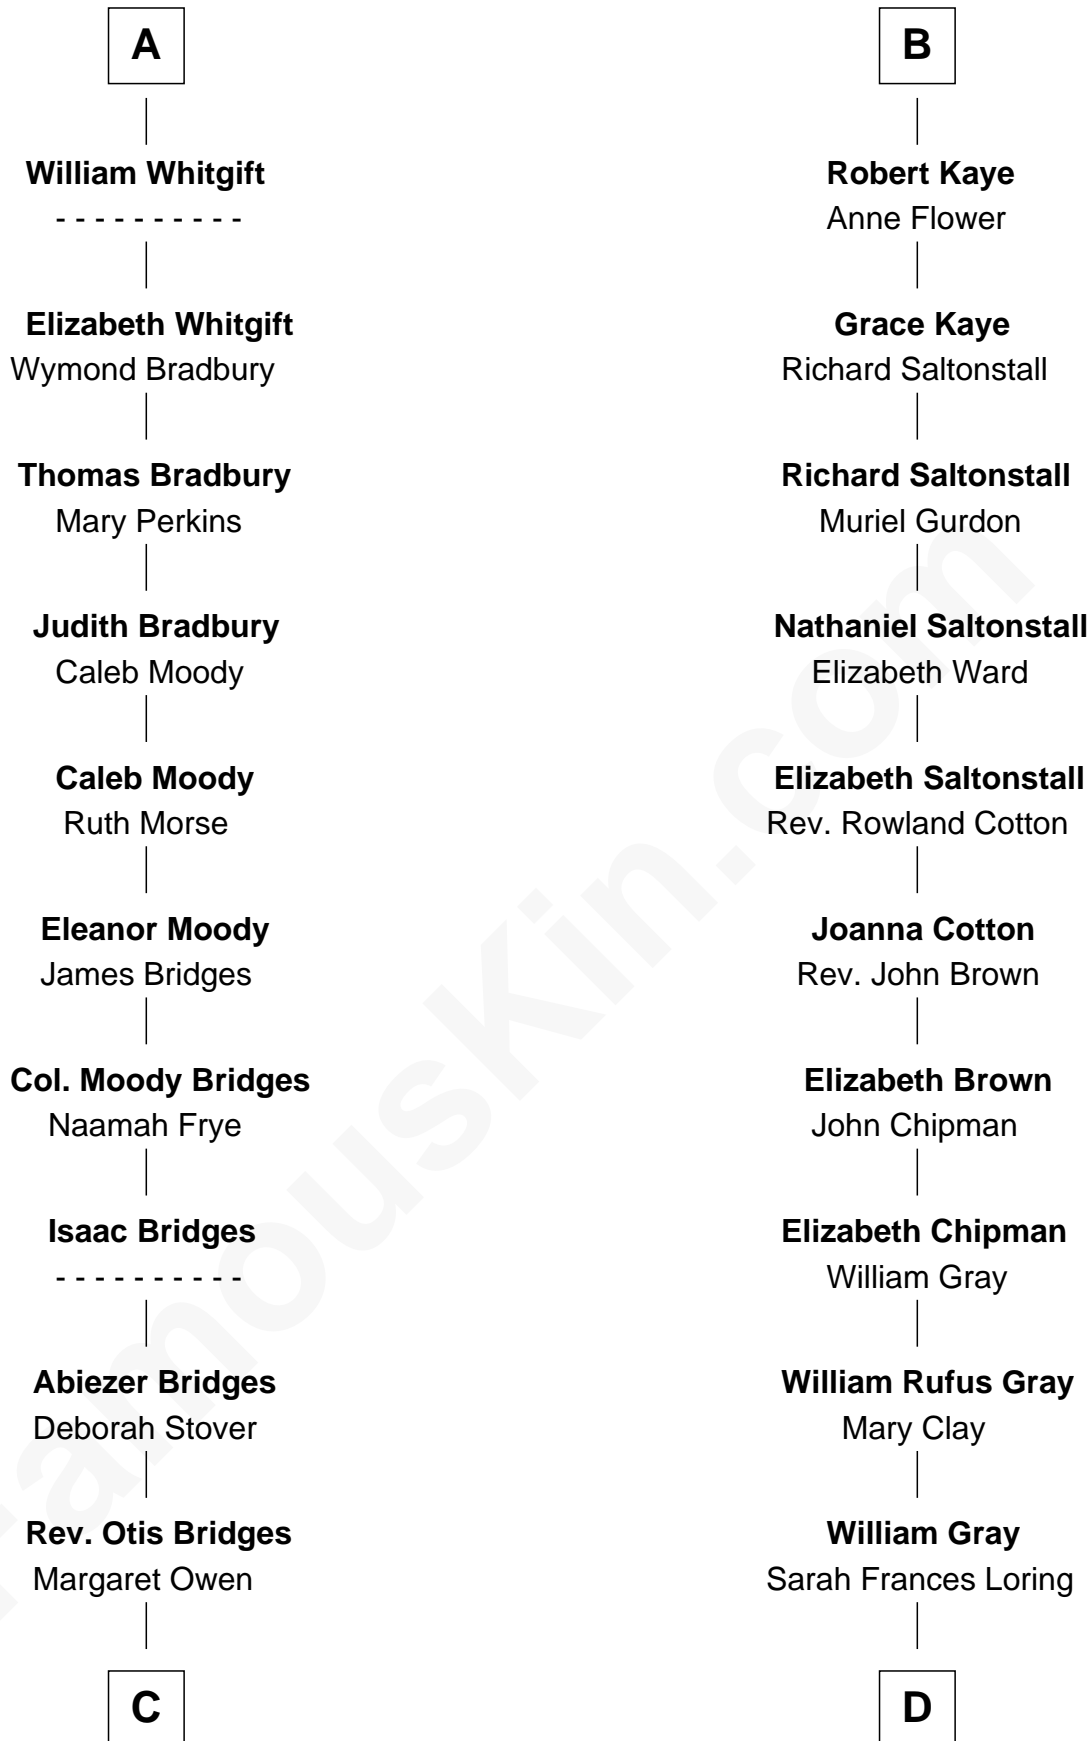 A
William Whitgift
- - - - - - - - - -
Elizabeth Whitgift
Wymond Bradbury
Thomas Bradbury
Mary Perkins
Judith Bradbury
Caleb Moody
Caleb Moody
Ruth Morse
Eleanor Moody
James Bridges
Col. Moody Bridges
Naamah Frye
Isaac Bridges
- - - - - - - - - -
Abiezer Bridges
Deborah Stover
Rev. Otis Bridges
Margaret Owen
C
B
Robert Kaye
Anne Flower
Grace Kaye
Richard Saltonstall
Richard Saltonstall
Muriel Gurdon
Nathaniel Saltonstall
Elizabeth Ward
Elizabeth Saltonstall
Rev. Rowland Cotton
Joanna Cotton
Rev. John Brown
Elizabeth Brown
John Chipman
Elizabeth Chipman
William Gray
William Rufus Gray
Mary Clay
William Gray
Sarah Frances Loring
D
FamousKin.com